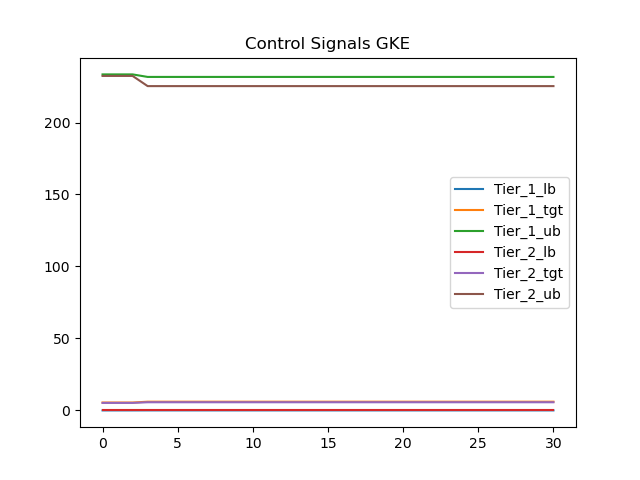 Control Signals GKE
200
150
100
50
0
Tier_1_lb
Tier_1_tgt
Tier_1_ub
Tier_2_lb
Tier_2_tgt
Tier_2_ub
0 5 10 15 20 25 30